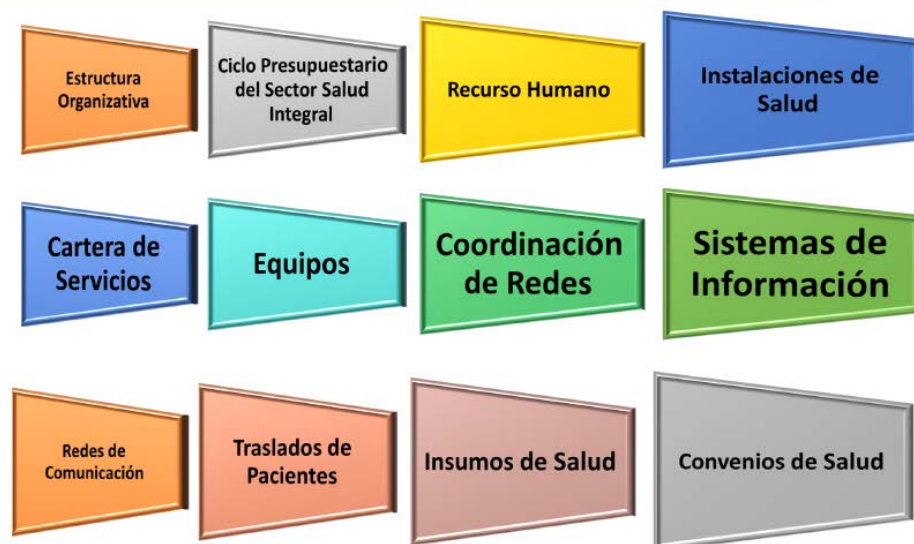 Estructura
Organizativa
Ciclo Presupuestario
del Sector Salud
Integral
Recurso Humano
Instalaciones de
Salud
Cartera de
Servicios
Equipos
Coordinación
de Redes
Sistemas de
Información
Redes de
Comunicación
Traslados de
Pacientes
Insumos de Salud
Convenios de Salud